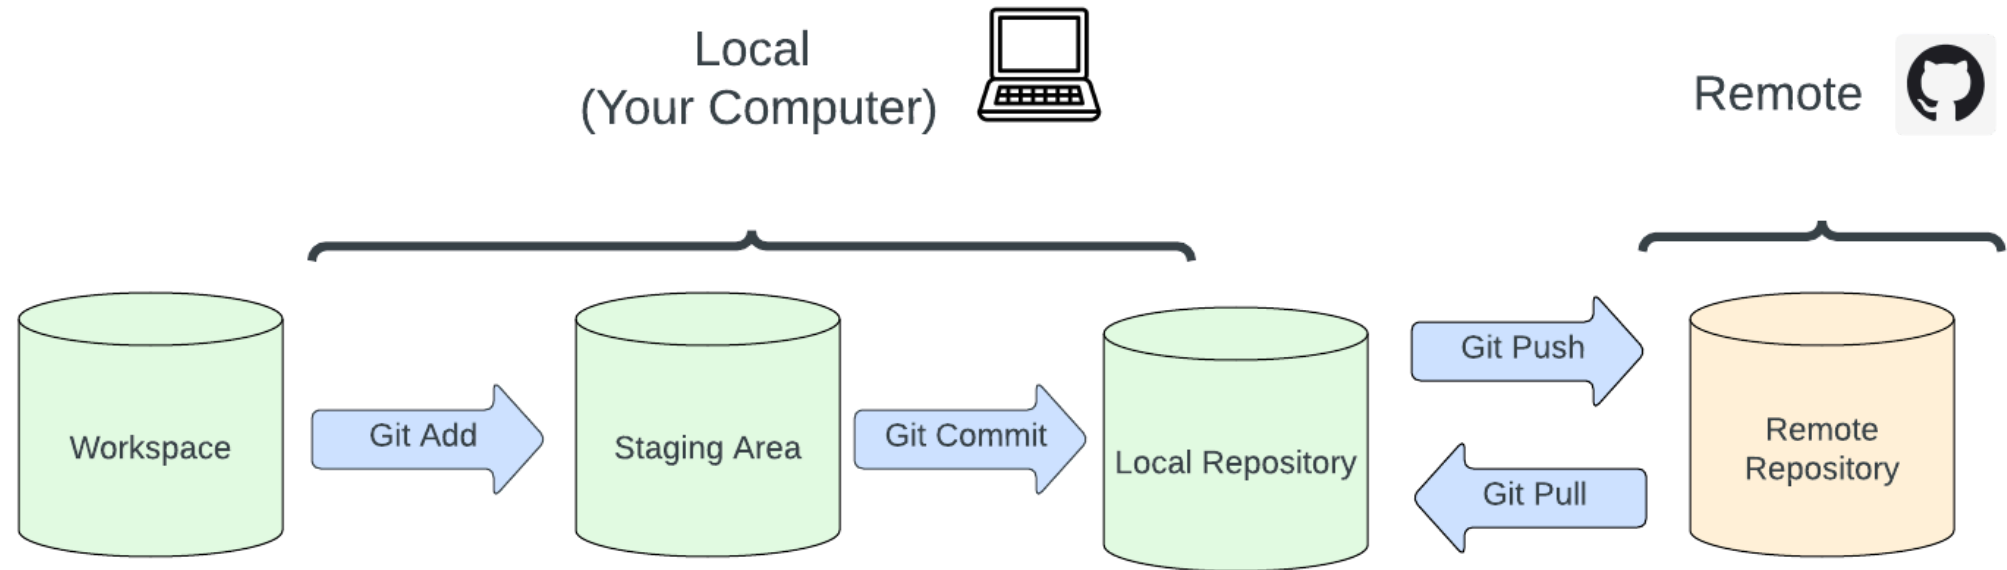 Local
(Your Computer)
Remote
Workspace
Git Add
Staging Area
Git Commit
Local Repository
Git Push
Git Pull
Remote
Repository